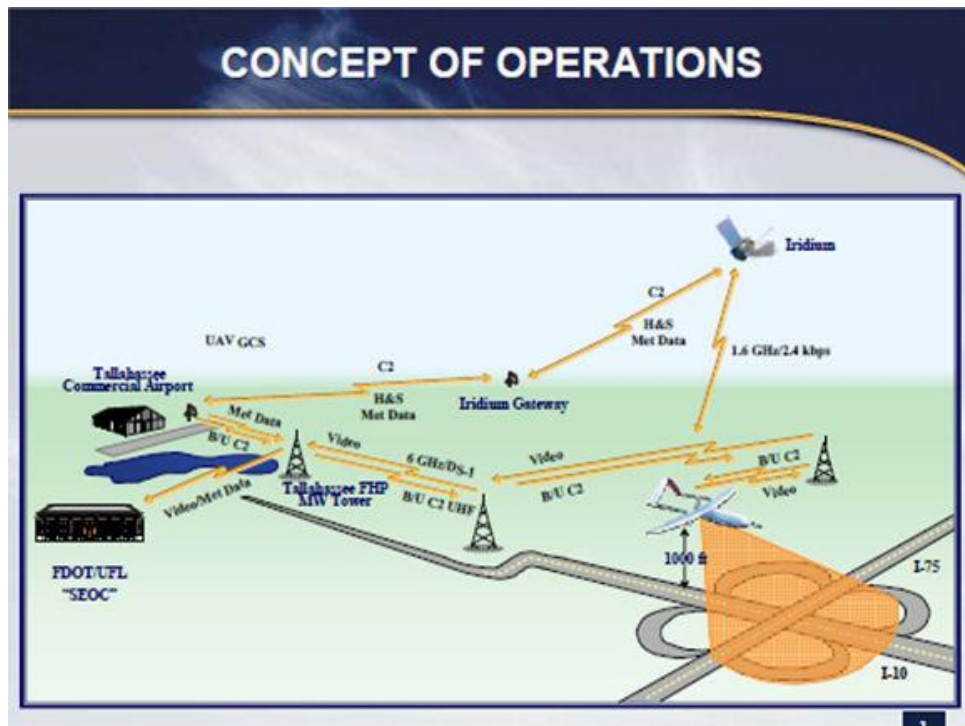 CONCEPT OF OPERATIONS
Iridium
C2
H&S
Met Data
1.6 GHz/2.4 kbps
UAV GCS
C2
H&S
Met Data
Iridium Gateway
Tallahassee
Commercial Airport
Met Data
B/U C2
Video
6 GHz/DS-1
B/U C2 UHF
Video
B/U C2
B/U C2
Video
Tallahassee FHP
MW Tower
Video/Met Data
FDOT/UFL
"SEOC"
1000 ft
I-75
I-10